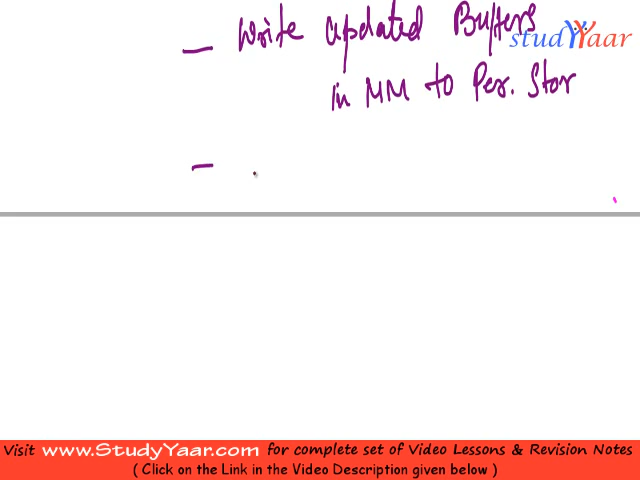 – Write updated Buffers
studYYaar
in MM to Per. Stor
–
Visit www.StudyYaar.com for complete set of Video Lessons & Revision Notes
( Click on the Link in the Video Description given below )